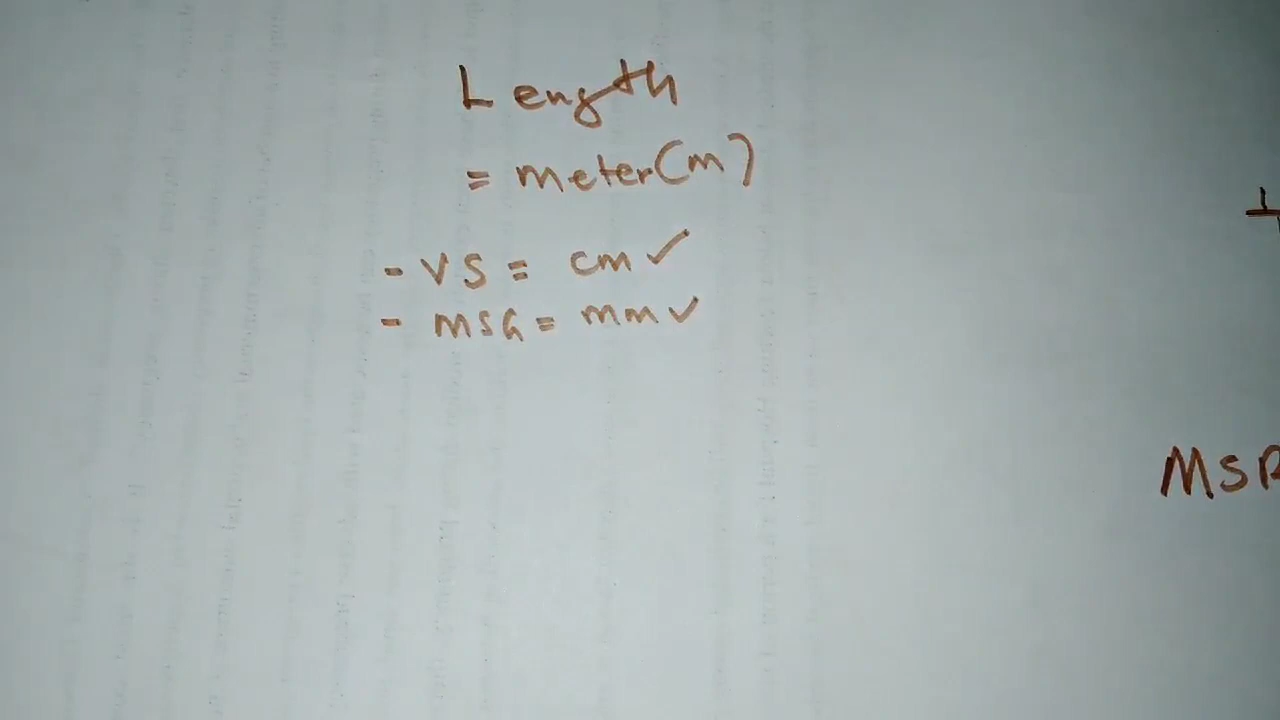 Length
= meter(m)
- VS = cm ✓
- MSG = mm ✓
MSR